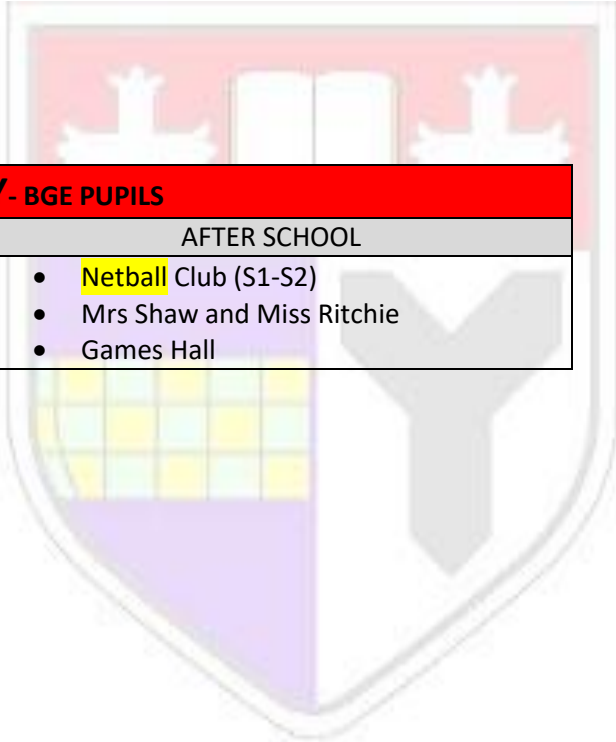 Y- BGE PUPILS
AFTER SCHOOL
• Netball Club (S1-S2)
• Mrs Shaw and Miss Ritchie
• Games Hall